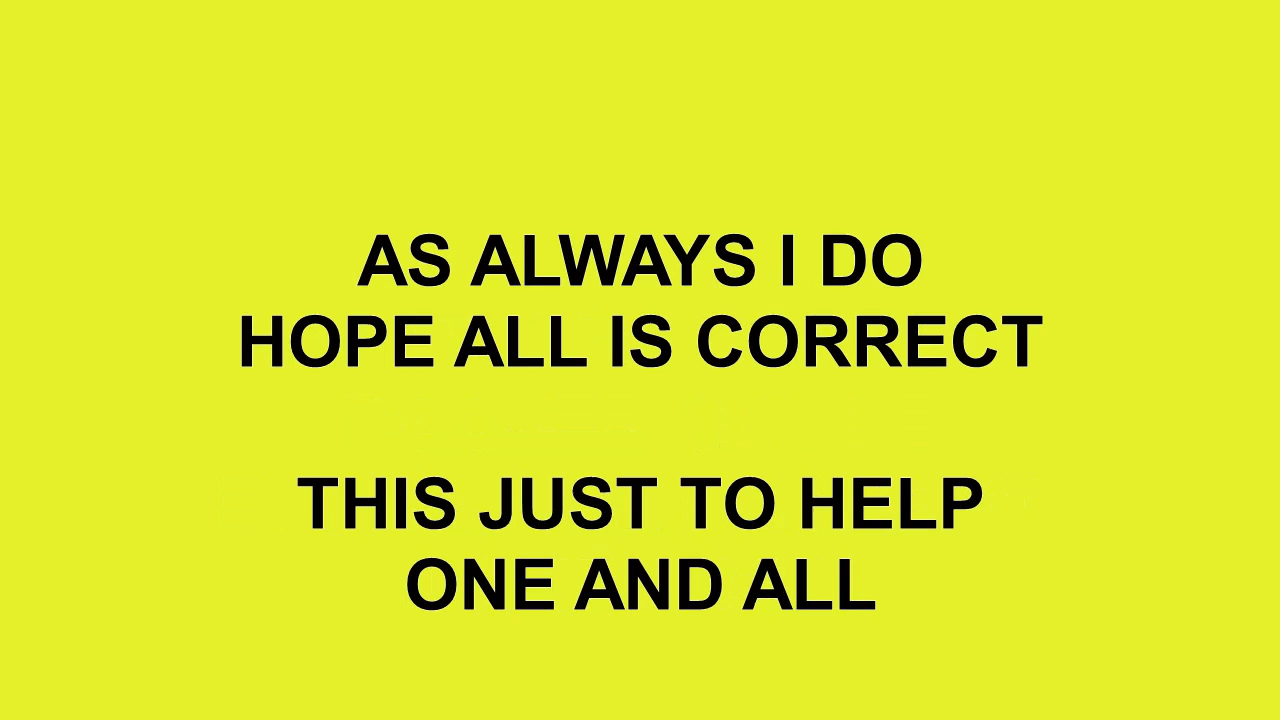 AS ALWAYS I DO
HOPE ALL IS CORRECT
THIS JUST TO HELP
ONE AND ALL